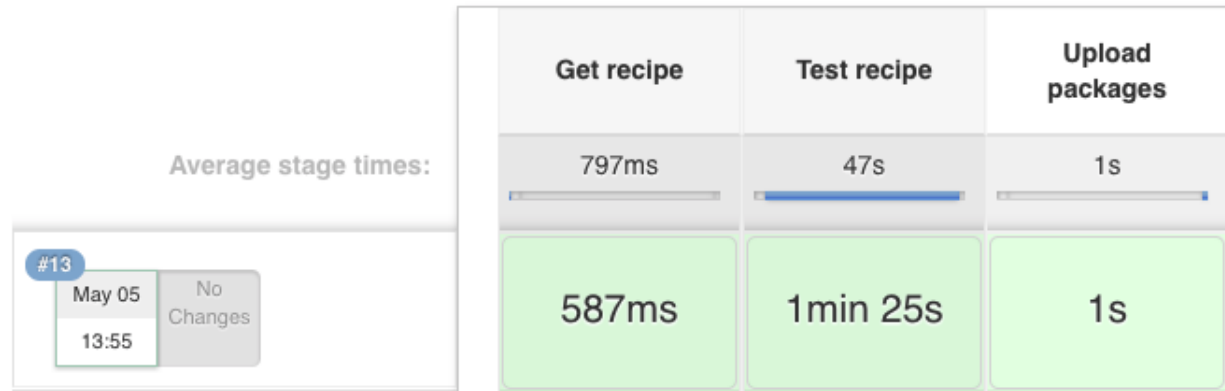 Get recipe
Test recipe
Upload
packages
Average stage times:
797ms
47s
1s
#13
May 05
13:55
No
Changes
587ms
1min 25s
1s